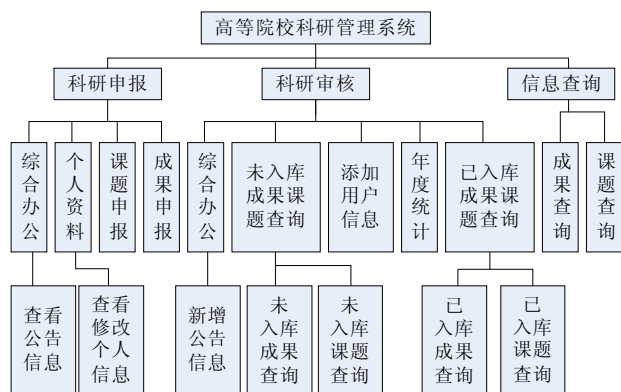 高等院校科研管理系统
科研申报
科研审核
信息查询
综合办公
个人资料
课题申报
成果申报
综合办公
未入库
成果课
题查询
添加
用户
信息
年度统计
已入库
成果课
题查询
成果查询
课题查询
查看
公告
信息
查看
修改
个人
信息
新增
公告
信息
未
入库
成果
查询
未
入库
课题
查询
已
入库
成果
查询
已
入库
课题
查询